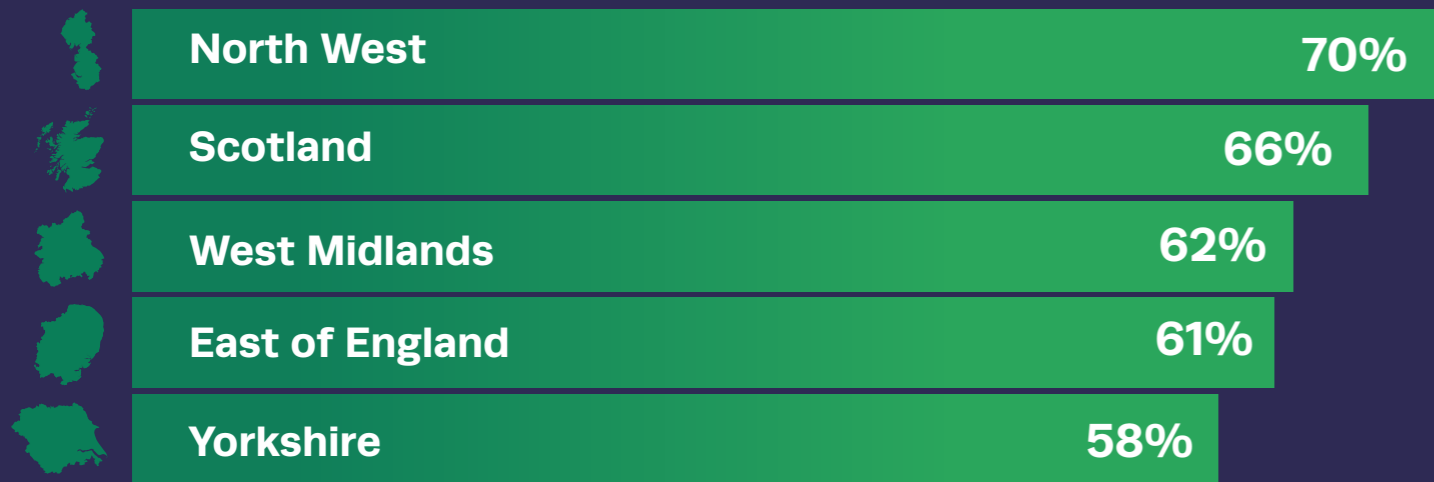 North West 70%
Scotland 66%
West Midlands 62%
East of England 61%
Yorkshire 58%